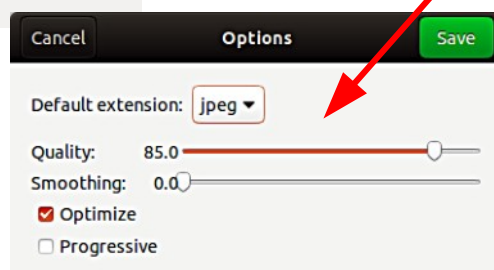 Cancel Options Save
Default extension: jpeg
Quality: 85.0
Smoothing: 0.0
Optimize
Progressive